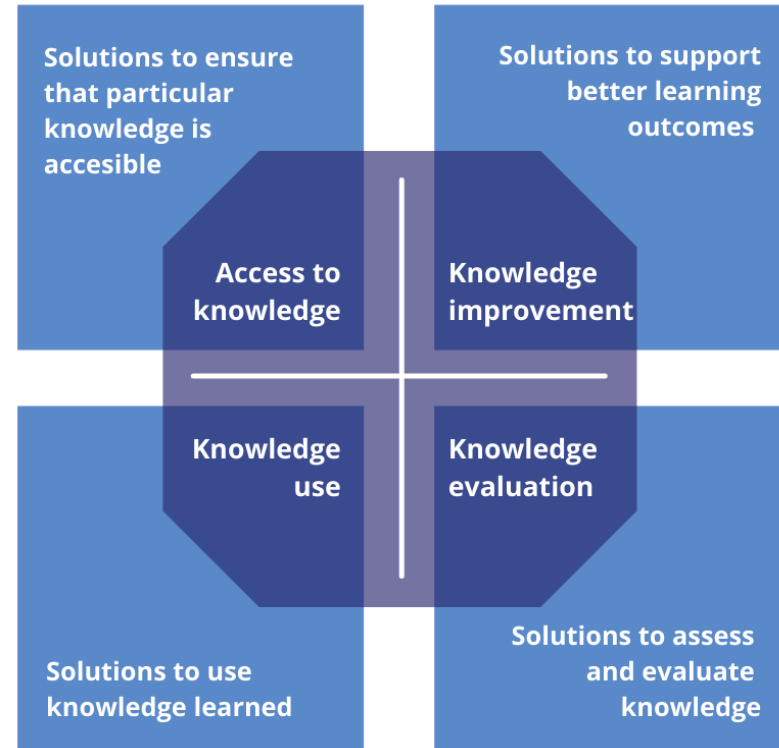 Solutions to ensure
that particular
knowledge is
accesible
Solutions to support
better learning
outcomes
Access to
knowledge
Knowledge
improvement
Knowledge
use
Knowledge
evaluation
Solutions to use
knowledge learned
Solutions to assess
and evaluate
knowledge